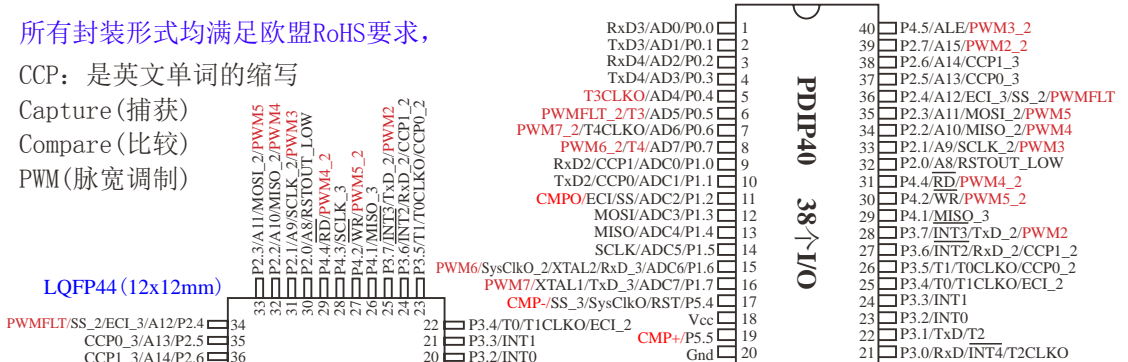 所有封装形式均满足欧盟RoHS要求，
CCP：是英文单词的缩写
Capture(捕获)
Compare(比较)
PWM(脉宽调制)
LQFP44(12x12mm)
P2.3/A11/MOSI_2/PWM5
P2.2/A10/MISO_2/PWM4
P2.1/A9/SCLK_2/PWM3
P2.0/A8/RSTOUT_LOW
P4.4/RD/PWM4_2
P4.3/SCLK_3
P4.2/WR/PWM5_2
P4.1/MISO_3
P3.7/INT3/TxD_2/PWM2
P3.6/INT2/RxD_2/CCP1_2
P3.5/T1/T0CLKO/CCP0_2
33
32
31
30
29
28
27
26
25
24
23
PWMFLT/SS_2/ECI_3/A12/P2.4 34
CCP0_3/A13/P2.5 35
CCP1_3/A14/P2.6 36
22 P3.4/T0/T1CLKO/ECI_2
21 P3.3/INT1
20 P3.2/INT0
RxD3/AD0/P0.0 1
TxD3/AD1/P0.1 2
RxD4/AD2/P0.2 3
TxD4/AD3/P0.3 4
T3CLKO/AD4/P0.4 5
PWMFLT_2/T3/AD5/P0.5 6
PWM7_2/T4CLKO/AD6/P0.6 7
PWM6_2/T4/AD7/P0.7 8
RxD2/CCP1/ADC0/P1.0 9
TxD2/CCP0/ADC1/P1.1 10
CMPO/ECI/SS/ADC2/P1.2 11
MOSI/ADC3/P1.3 12
MISO/ADC4/P1.4 13
SCLK/ADC5/P1.5 14
PWM6/SysClkO_2/XTAL2/RxD_3/ADC6/P1.6 15
PWM7/XTAL1/TxD_3/ADC7/P1.7 16
CMP-/SS_3/SysClkO/RST/P5.4 17
Vcc 18
CMP+/P5.5 19
Gnd 20
PDIP40 38个I/O
40 P4.5/ALE/PWM3_2
39 P2.7/A15/PWM2_2
38 P2.6/A14/CCP1_3
37 P2.5/A13/CCP0_3
36 P2.4/A12/ECI_3/SS_2/PWMFLT
35 P2.3/A11/MOSI_2/PWM5
34 P2.2/A10/MISO_2/PWM4
33 P2.1/A9/SCLK_2/PWM3
32 P2.0/A8/RSTOUT_LOW
31 P4.4/RD/PWM4_2
30 P4.2/WR/PWM5_2
29 P4.1/MISO_3
28 P3.7/INT3/TxD_2/PWM2
27 P3.6/INT2/RxD_2/CCP1_2
26 P3.5/T1/T0CLKO/CCP0_2
25 P3.4/T0/T1CLKO/ECI_2
24 P3.3/INT1
23 P3.2/INT0
22 P3.1/TxD/T2
21 P3.0/RxD/INT4/T2CLKO